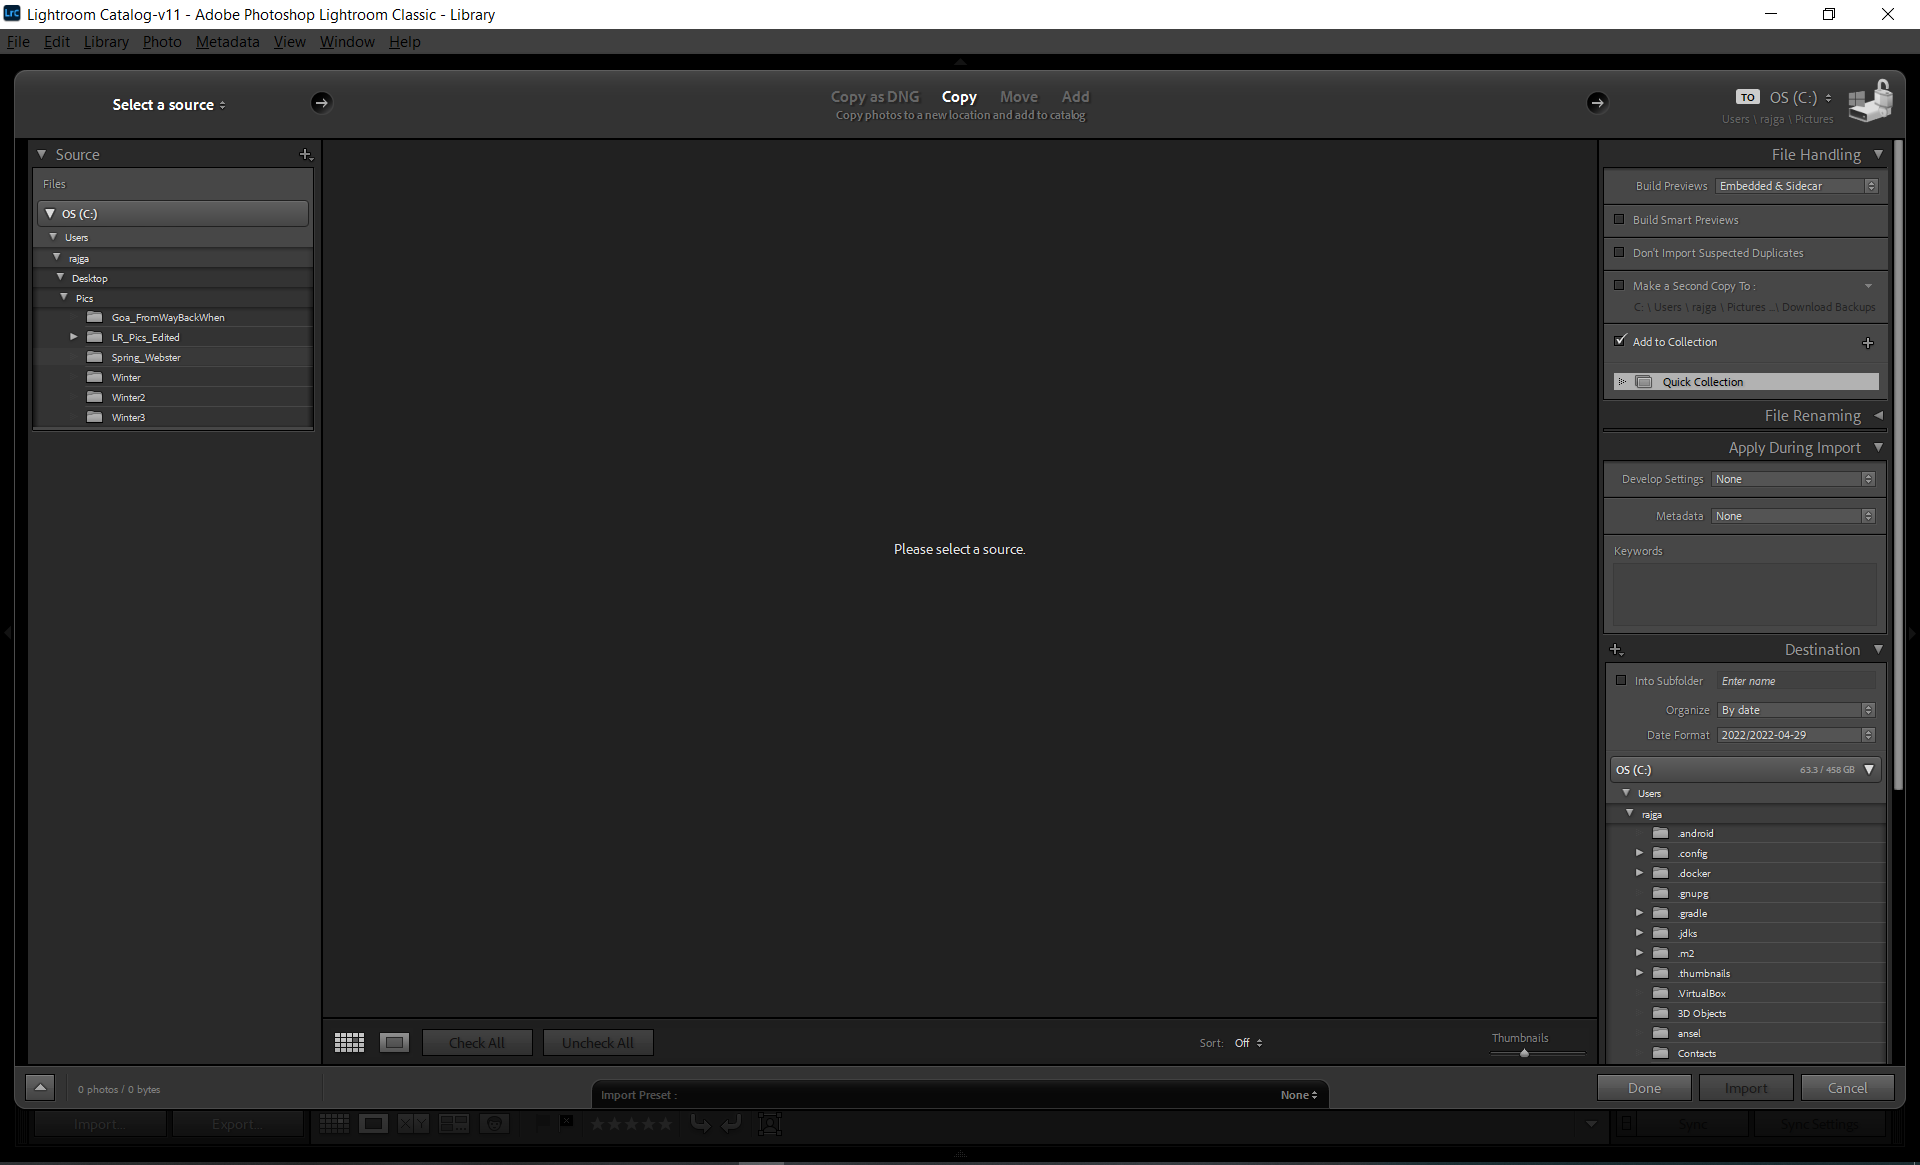 LrC Lightroom Catalog-v11 - Adobe Photoshop Lightroom Classic - Library
File Edit Library Photo Metadata View Window Help
Select a source
Copy as DNG Copy Move Add
Copy photos to a new location and add to catalog
TO OS (C:)
Users \ rajga \ Pictures
Source
Files
OS (C:)
Users
rajga
Desktop
Pics
Goa_FromWayBackWhen
LR_Pics_Edited
Spring_Webster
Winter
Winter2
Winter3
Please select a source.
File Handling
Build Previews Embedded & Sidecar
Build Smart Previews
Don't Import Suspected Duplicates
Make a Second Copy To :
C: \ Users \ rajga \ Pictures ...\ Download Backups
Add to Collection
Quick Collection
File Renaming
Apply During Import
Develop Settings None
Metadata None
Keywords
Destination
Into Subfolder Enter name
Organize By date
Date Format 2022/2022-04-29
OS (C:) 63.3 / 458 GB
Users
rajga
.android
.config
.docker
.gnupg
.gradle
.jdks
.m2
.thumbnails
.VirtualBox
3D Objects
ansel
Contacts
Check All Uncheck All Sort: Off Thumbnails
0 photos / 0 bytes
Import Preset : None
Done Import Cancel
Import... Export... X Y Sync Sync Settings